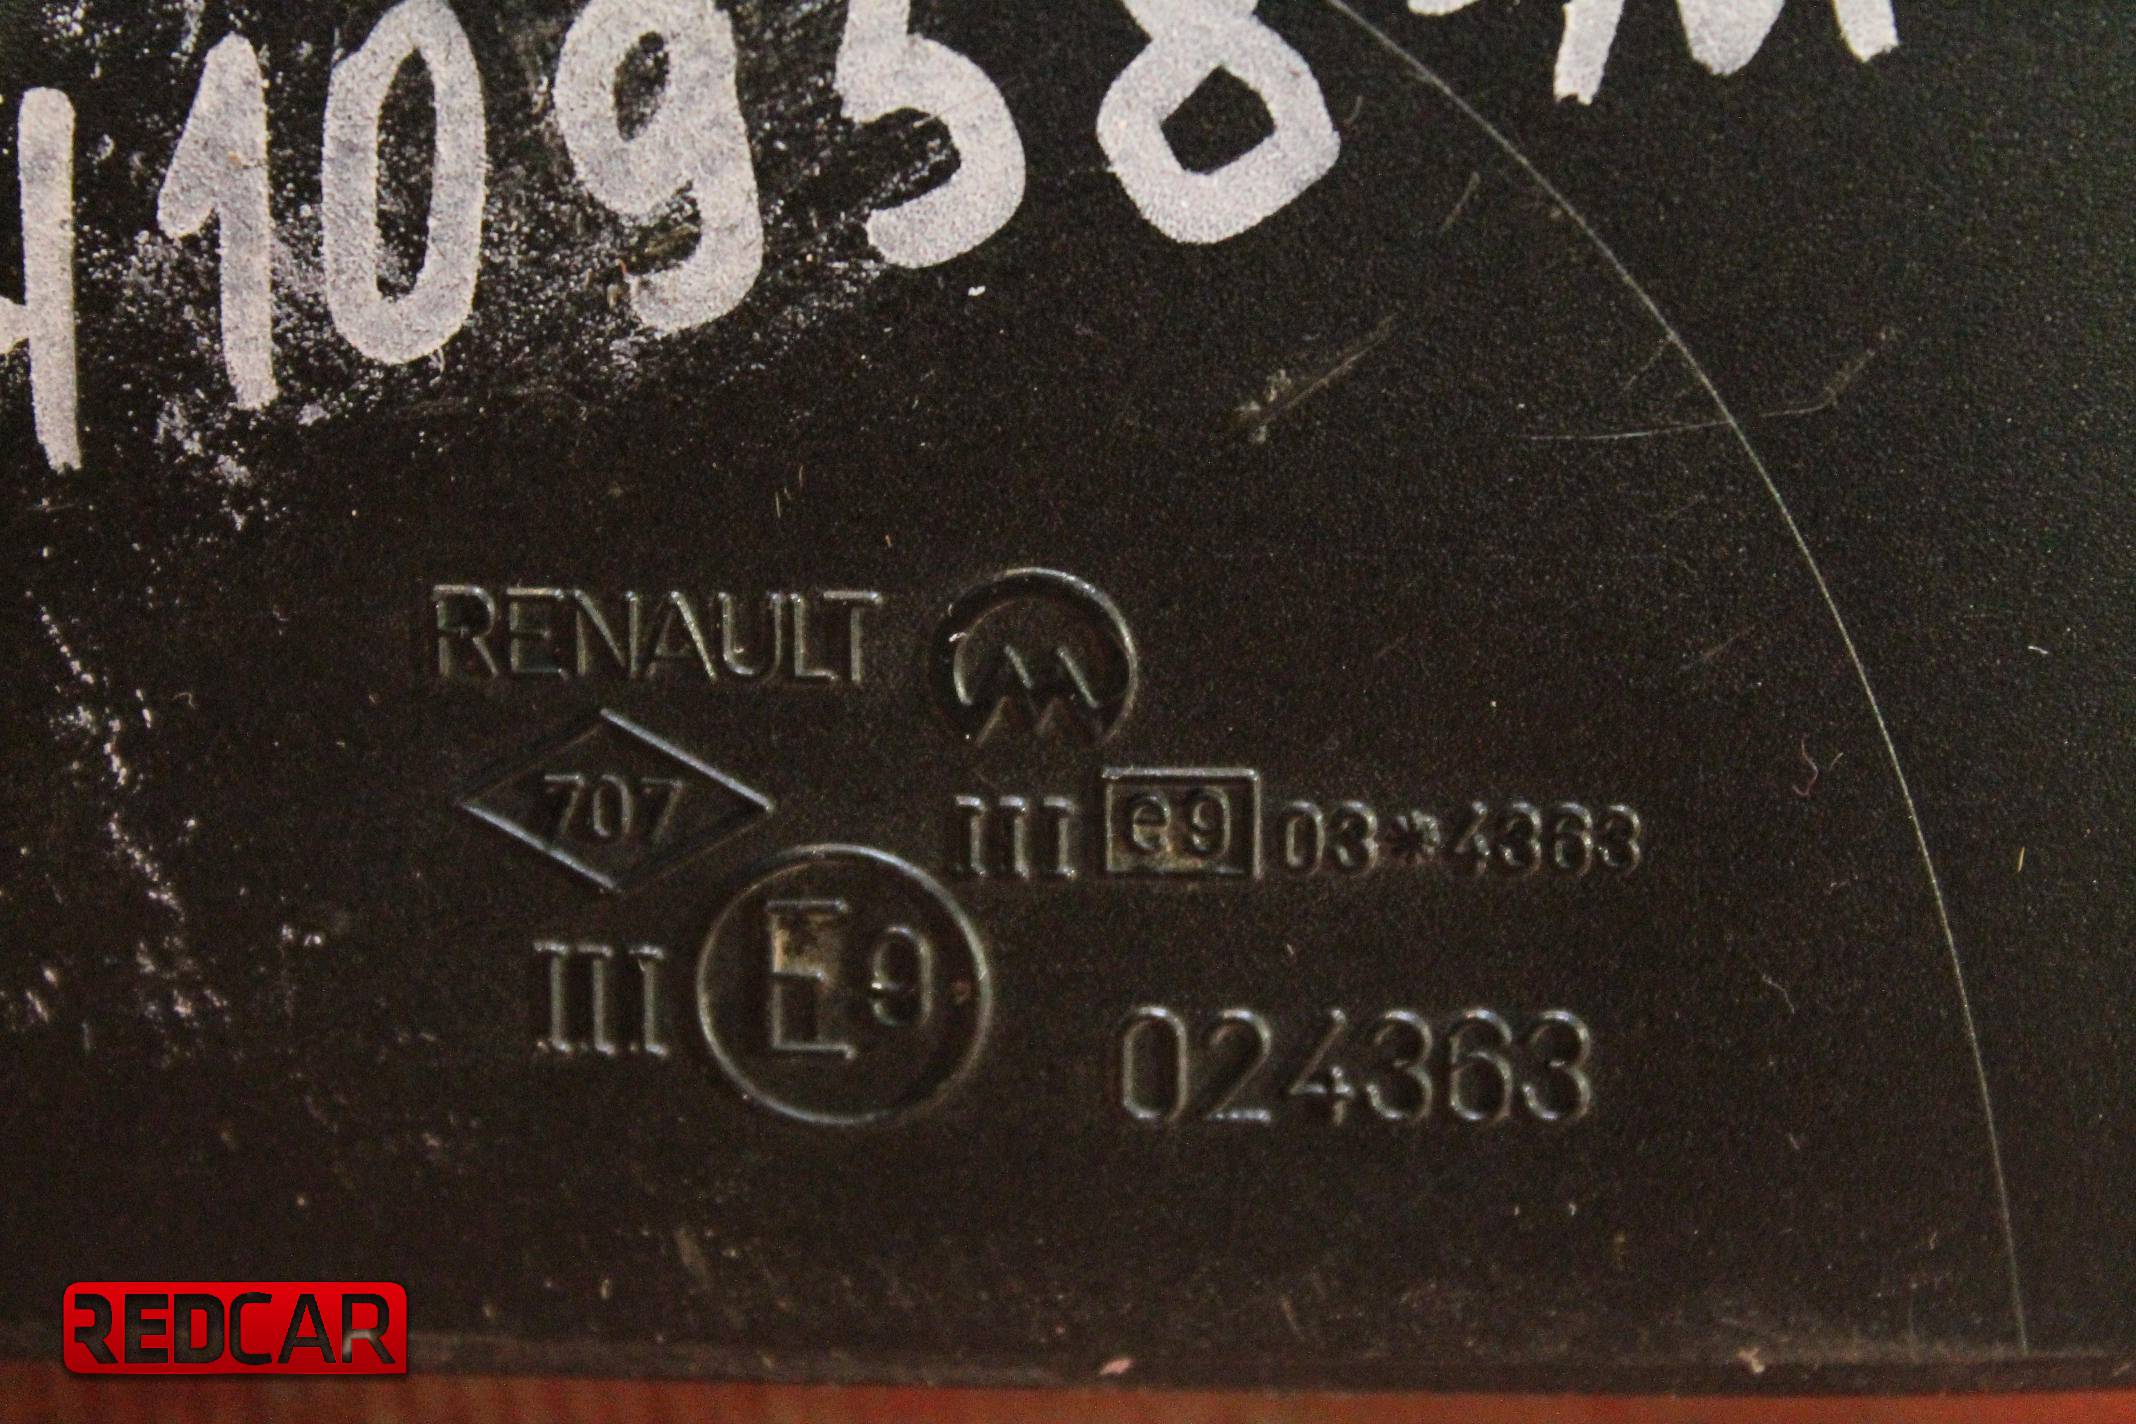 410958
RENAULT
707
III e9 03*4363
III E9 024363
REDCAR